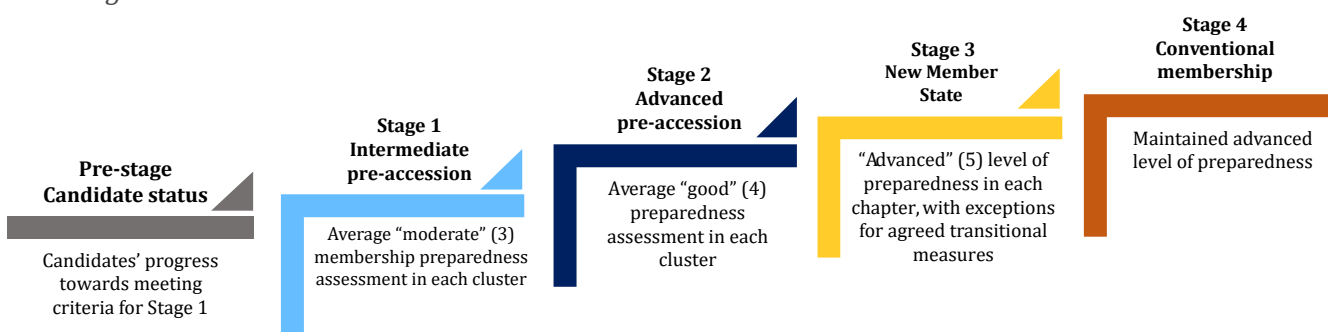 Pre-stage
Candidate status
Candidates’ progress
towards meeting
criteria for Stage 1
Stage 1
Intermediate
pre-accession
Average “moderate” (3)
membership preparedness
assessment in each cluster
Stage 2
Advanced
pre-accession
Average “good” (4)
preparedness
assessment in each
cluster
Stage 3
New Member
State
“Advanced” (5) level of
preparedness in each
chapter, with exceptions
for agreed transitional
measures
Stage 4
Conventional
membership
Maintained advanced
level of preparedness